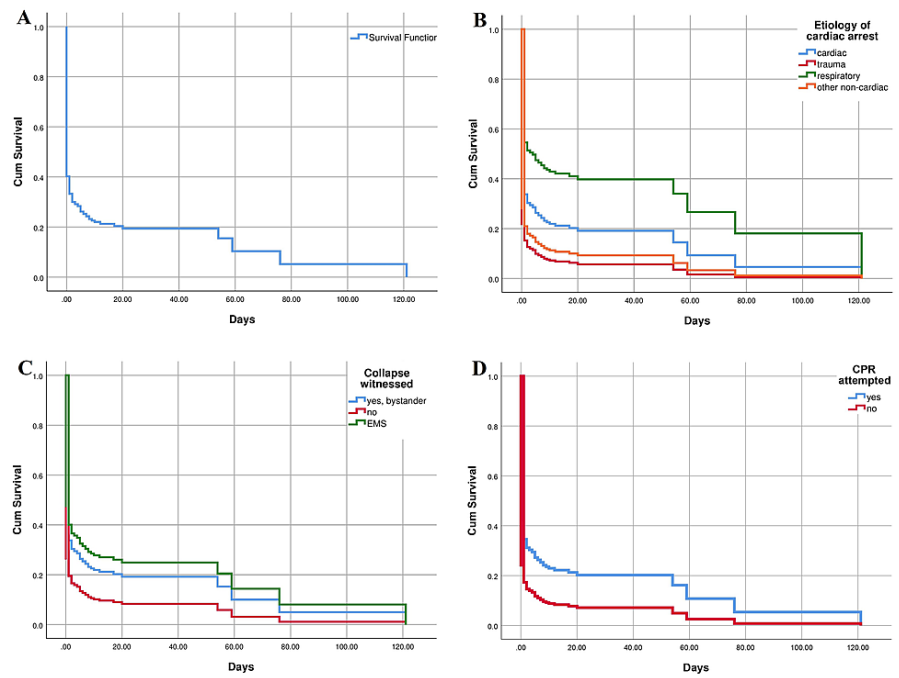 A
Survival Function
1.0
0.8
0.6
0.4
0.2
0.0
Cum Survival
.00 20.00 40.00 60.00 80.00 100.00 120.00
Days
B
Etiology of
cardiac arrest
cardiac
trauma
respiratory
other non-cardiac
1.0
0.8
0.6
0.4
0.2
0.0
Cum Survival
.00 20.00 40.00 60.00 80.00 100.00 120.00
Days
C
Collapse
witnessed
yes, bystander
no
EMS
1.0
0.8
0.6
0.4
0.2
0.0
Cum Survival
.00 20.00 40.00 60.00 80.00 100.00 120.00
Days
D
CPR
attempted
yes
no
1.0
0.8
0.6
0.4
0.2
0.0
Cum Survival
.00 20.00 40.00 60.00 80.00 100.00 120.00
Days